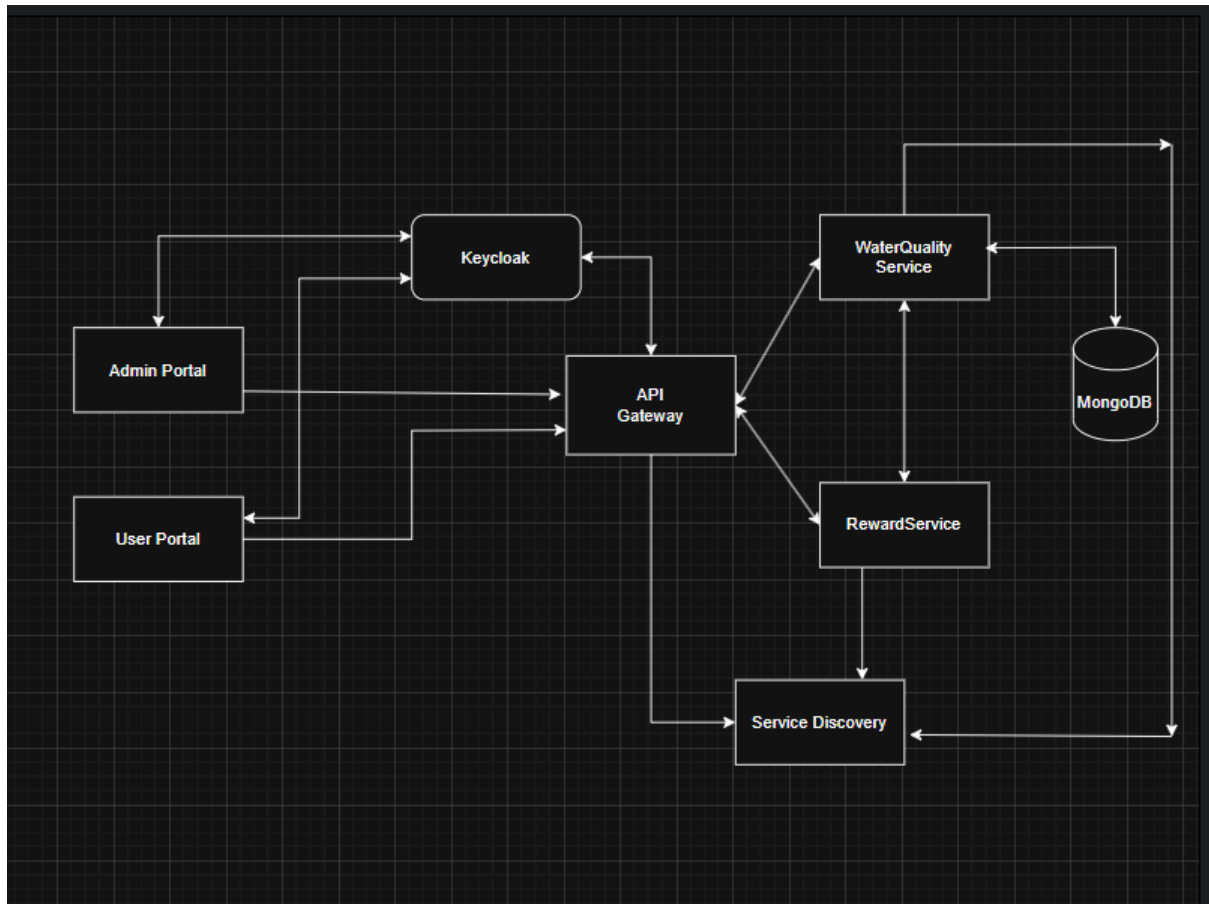 WaterQuality
Service
Keycloak
Admin Portal
API
Gateway
MongoDB
User Portal
RewardService
Service Discovery